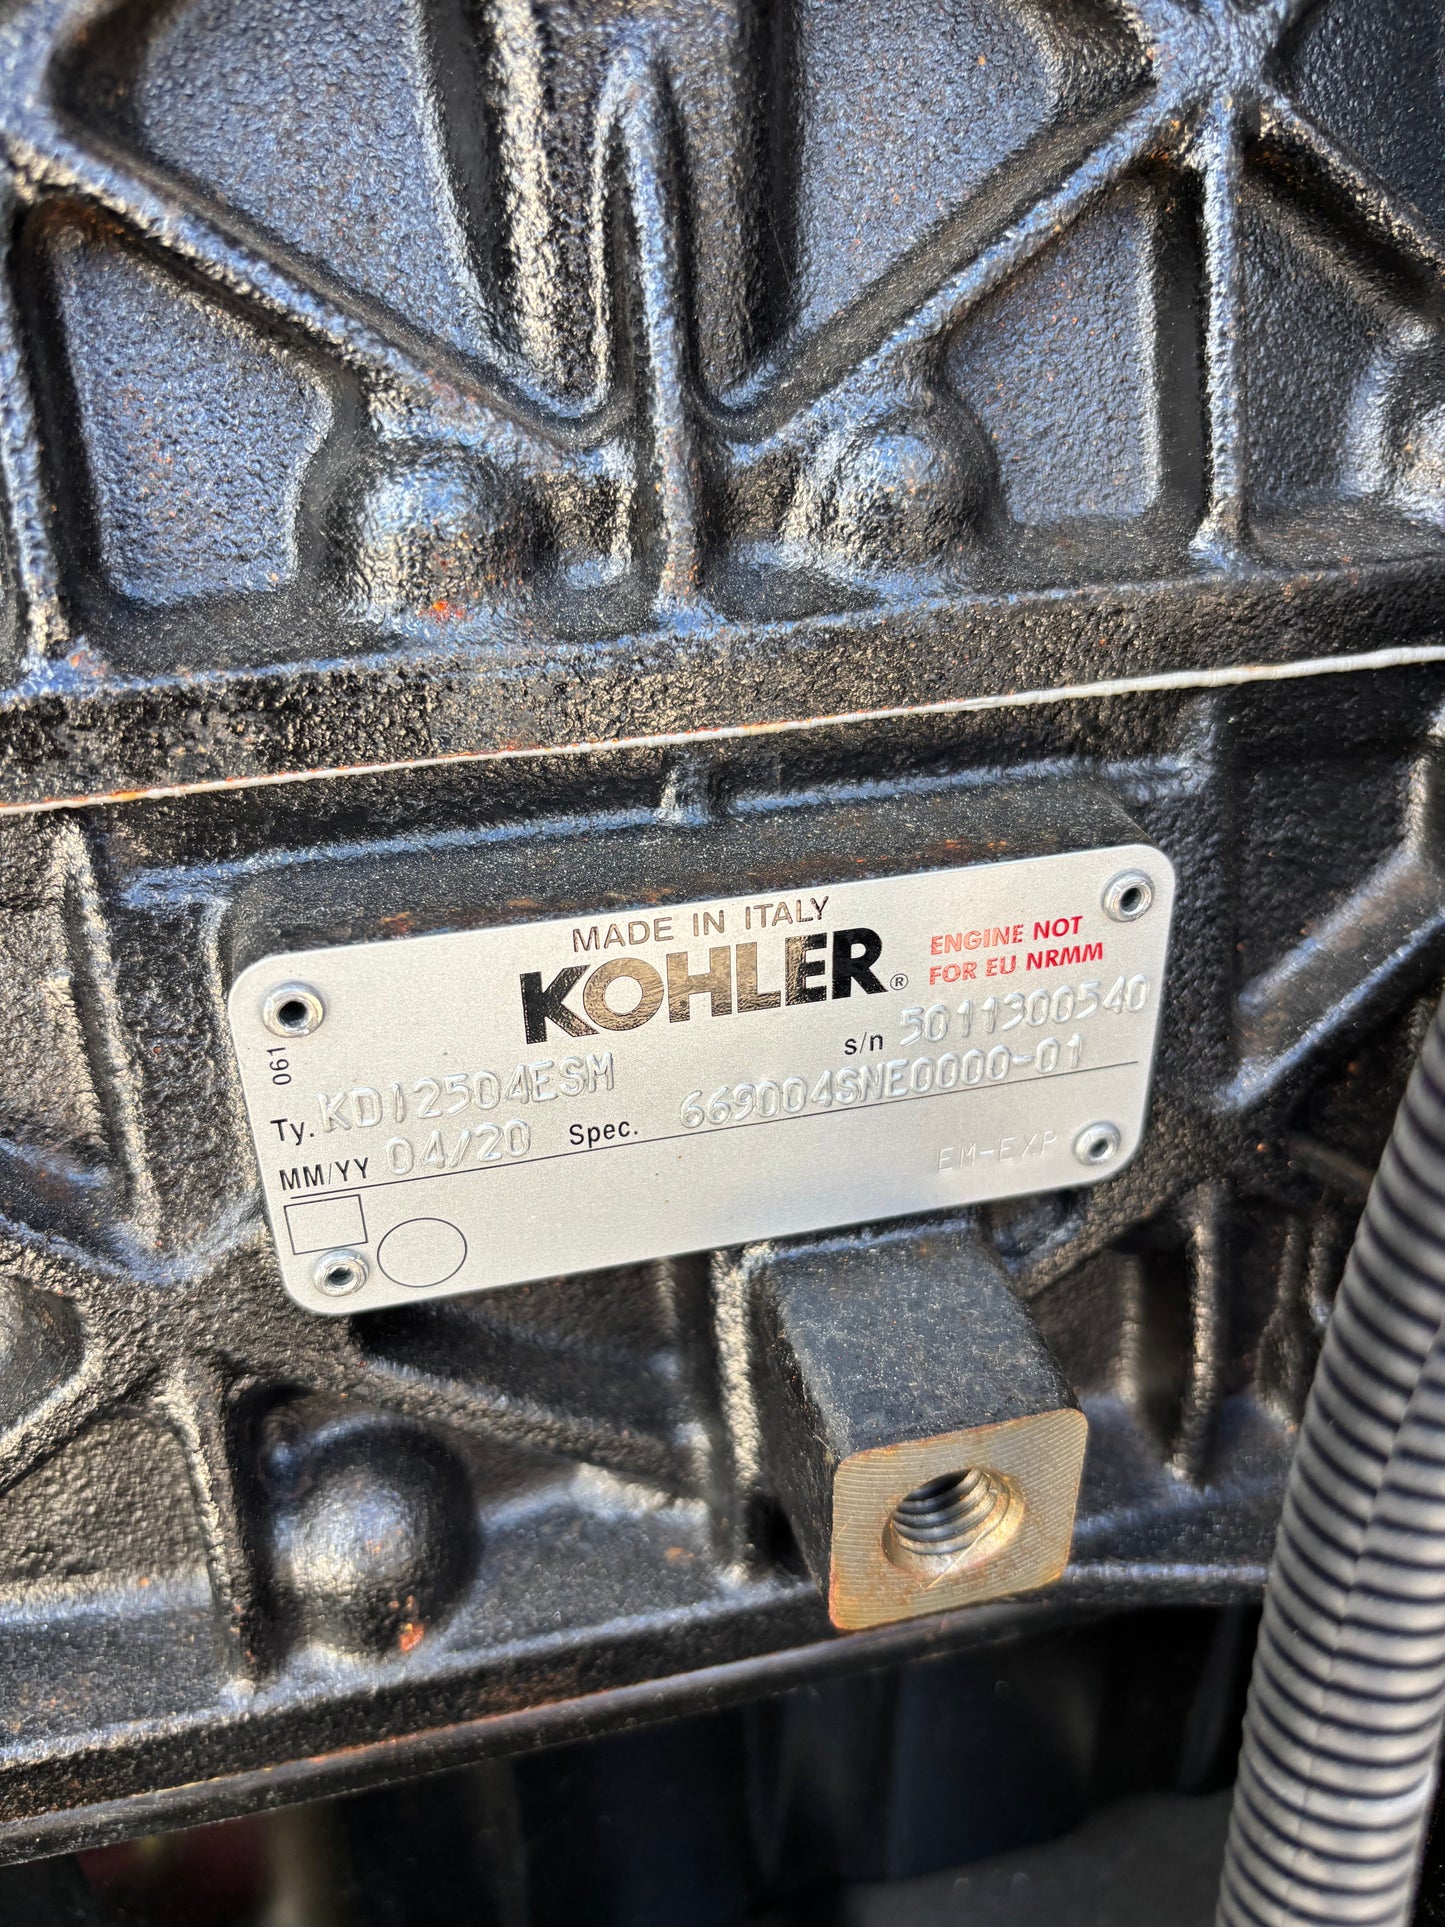 MADE IN ITALY
KOHLER®
ENGINE NOT
FOR EU NRMM
061
Ty. KDI2504ESM
s/n 5011300540
MM/YY 04/20 Spec. 669004SNE0000-01
EM-EXP